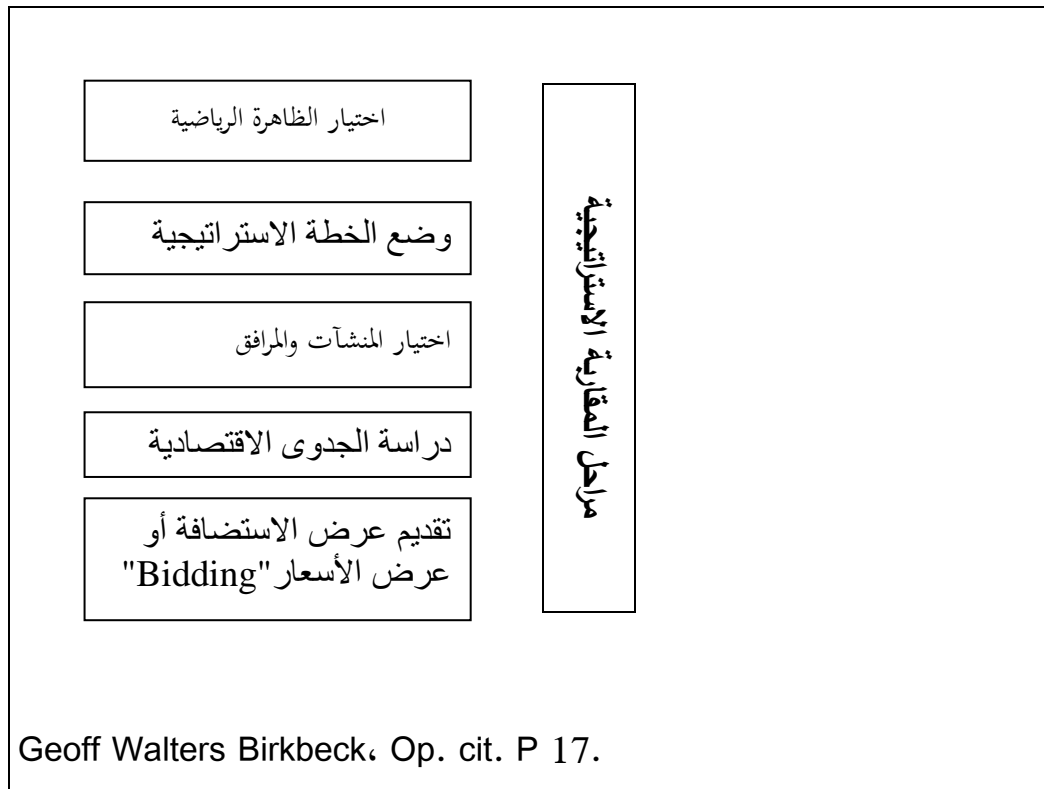 مراحل المقاربة الإستراتيجية
اختيار الظاهرة الرياضية
وضع الخطة الاستراتيجية
اختيار المنشآت والمرافق
دراسة الجدوى الاقتصادية
تقديم عرض الاستضافة أو
عرض الأسعار "Bidding"
Geoff Walters Birkbeck، Op. cit. P 17.